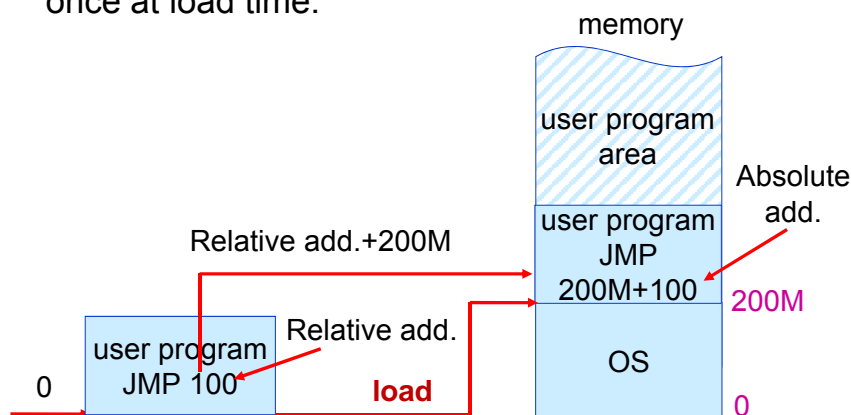 once at load time.
memory
user program
area
Absolute
add.
Relative add.+200M
user program
JMP
200M+100
200M
Relative add.
user program
JMP 100
OS
0
load
0